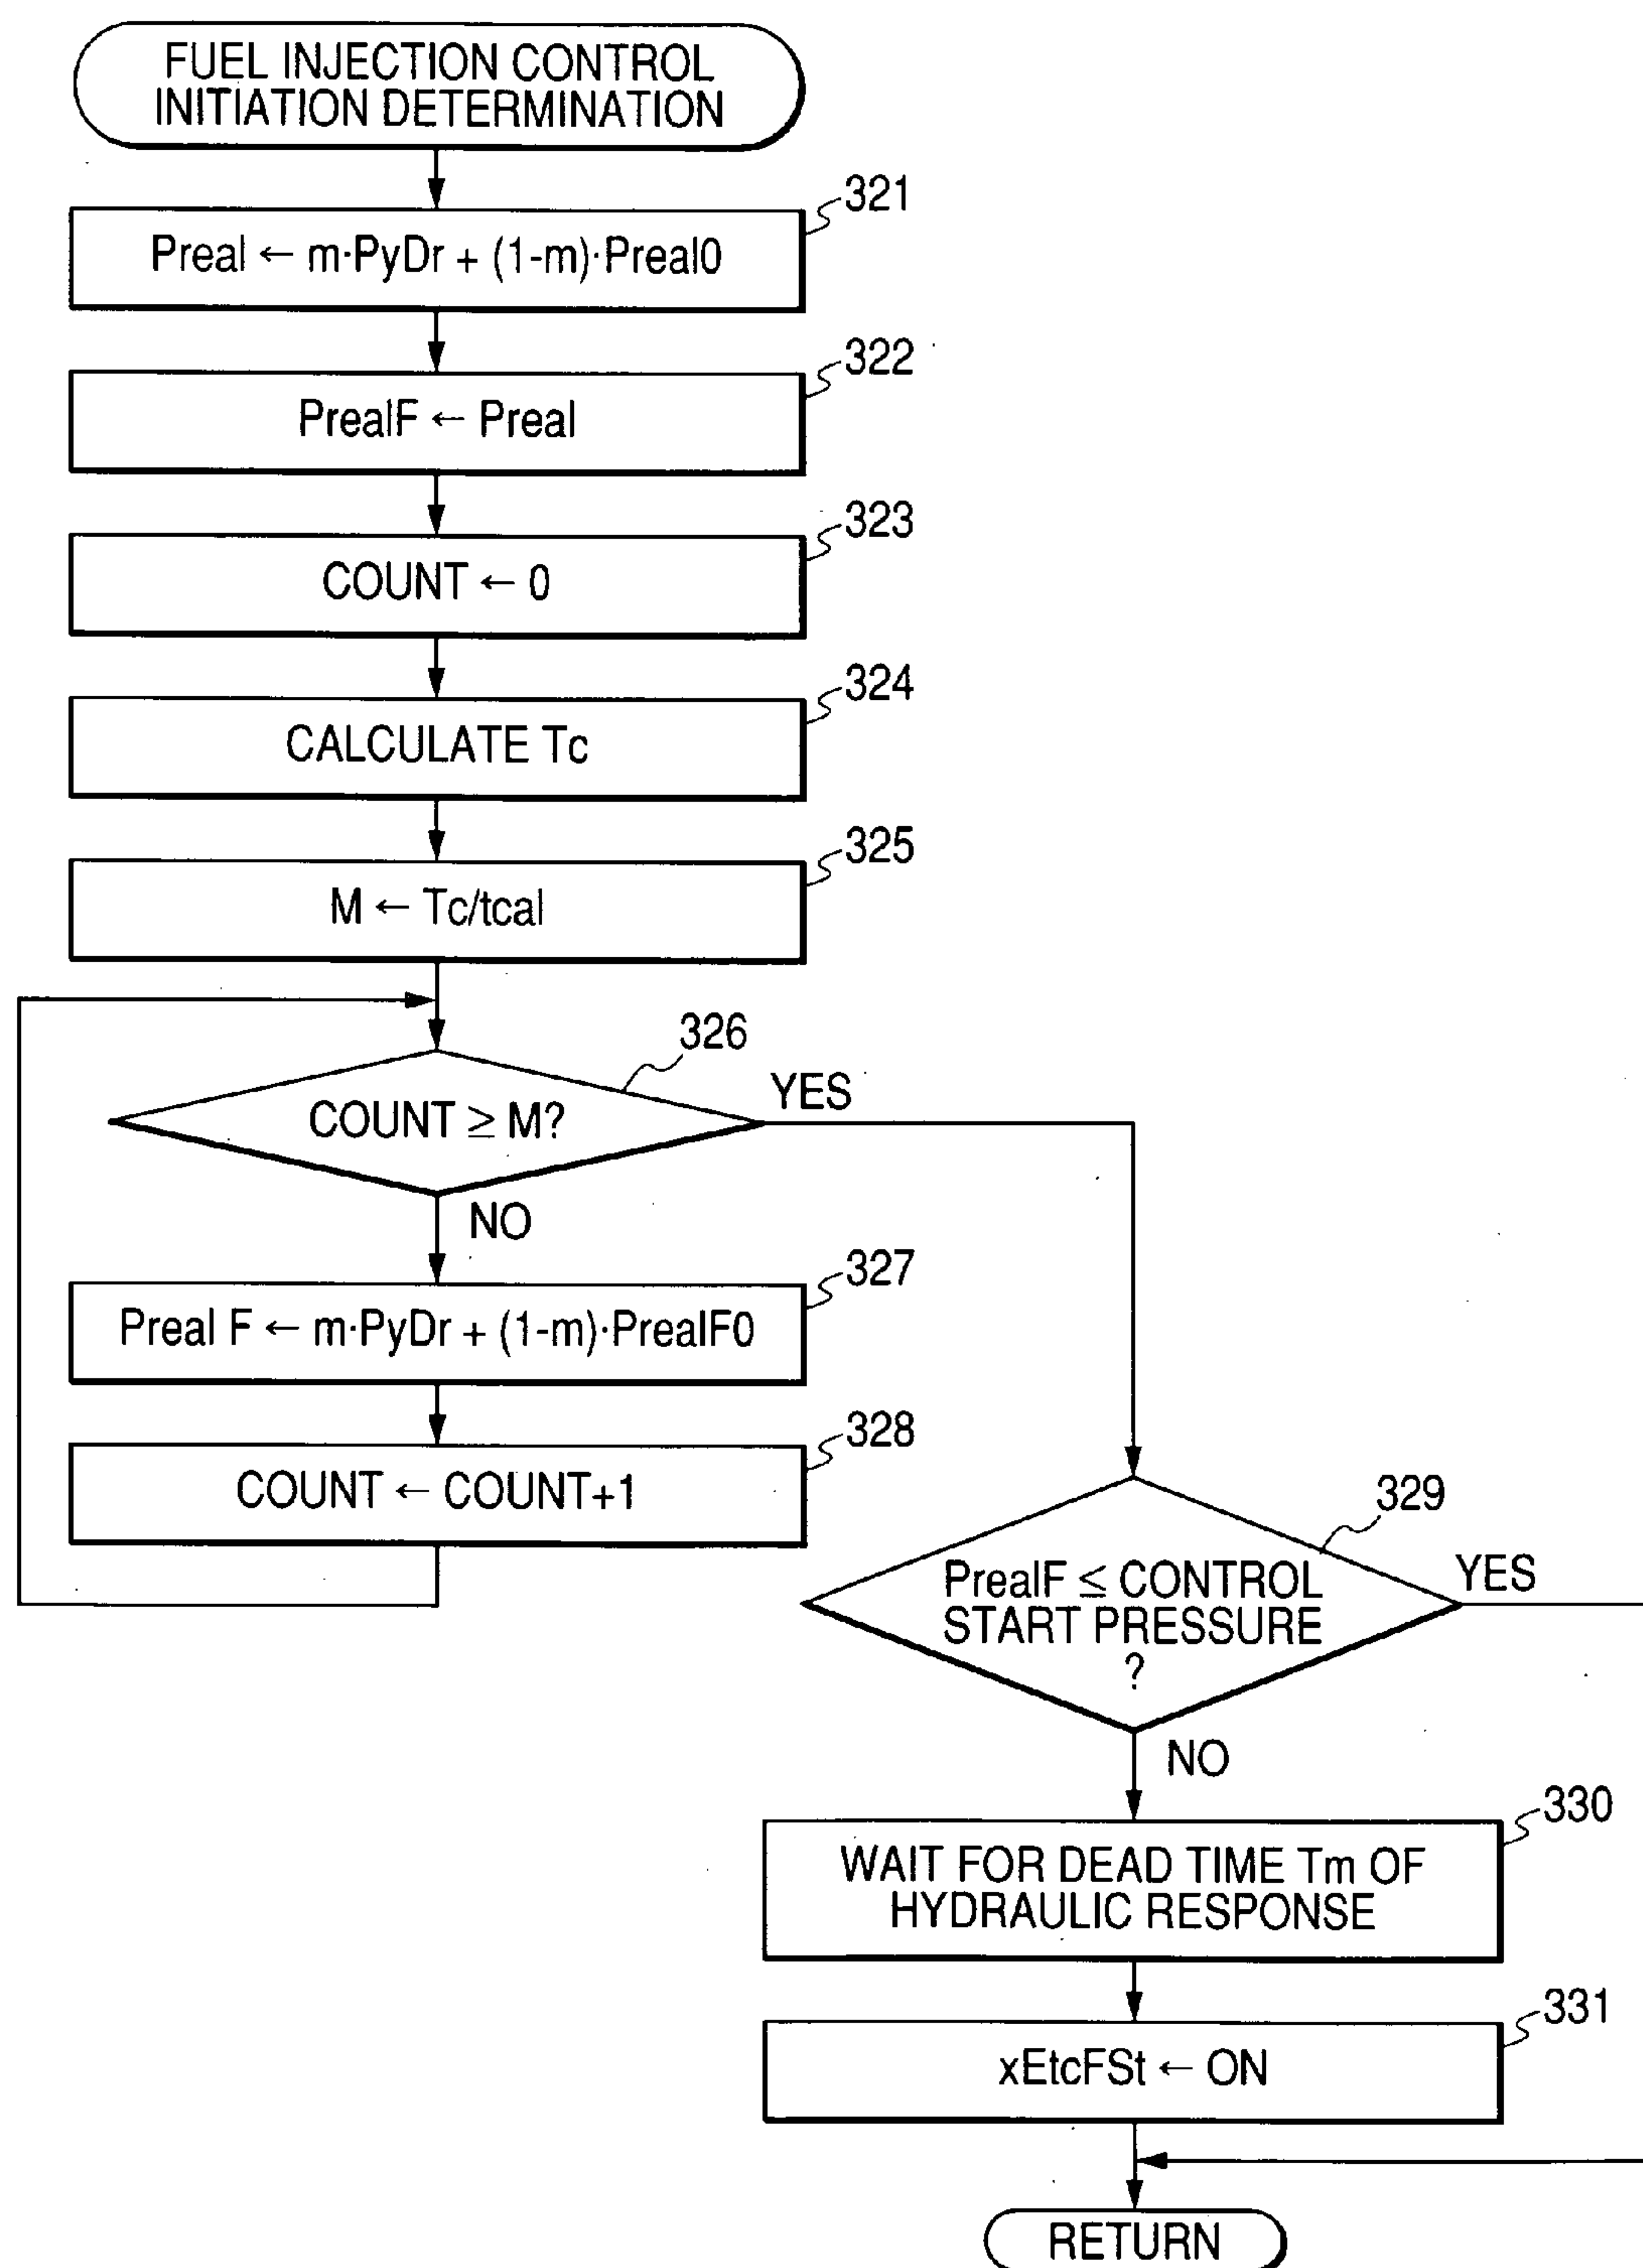 FUEL INJECTION CONTROL
INITIATION DETERMINATION
321
Preal ← m·PyDr + (1-m)·Preal0
322
PrealF ← Preal
323
COUNT ← 0
324
CALCULATE Tc
325
M ← Tc/tcal
326
COUNT ≥ M?
YES
NO
327
Preal F ← m·PyDr + (1-m)·PrealF0
328
COUNT ← COUNT+1
329
PrealF ≤ CONTROL
START PRESSURE
?
YES
NO
330
WAIT FOR DEAD TIME Tm OF
HYDRAULIC RESPONSE
331
xEtcFSt ← ON
RETURN